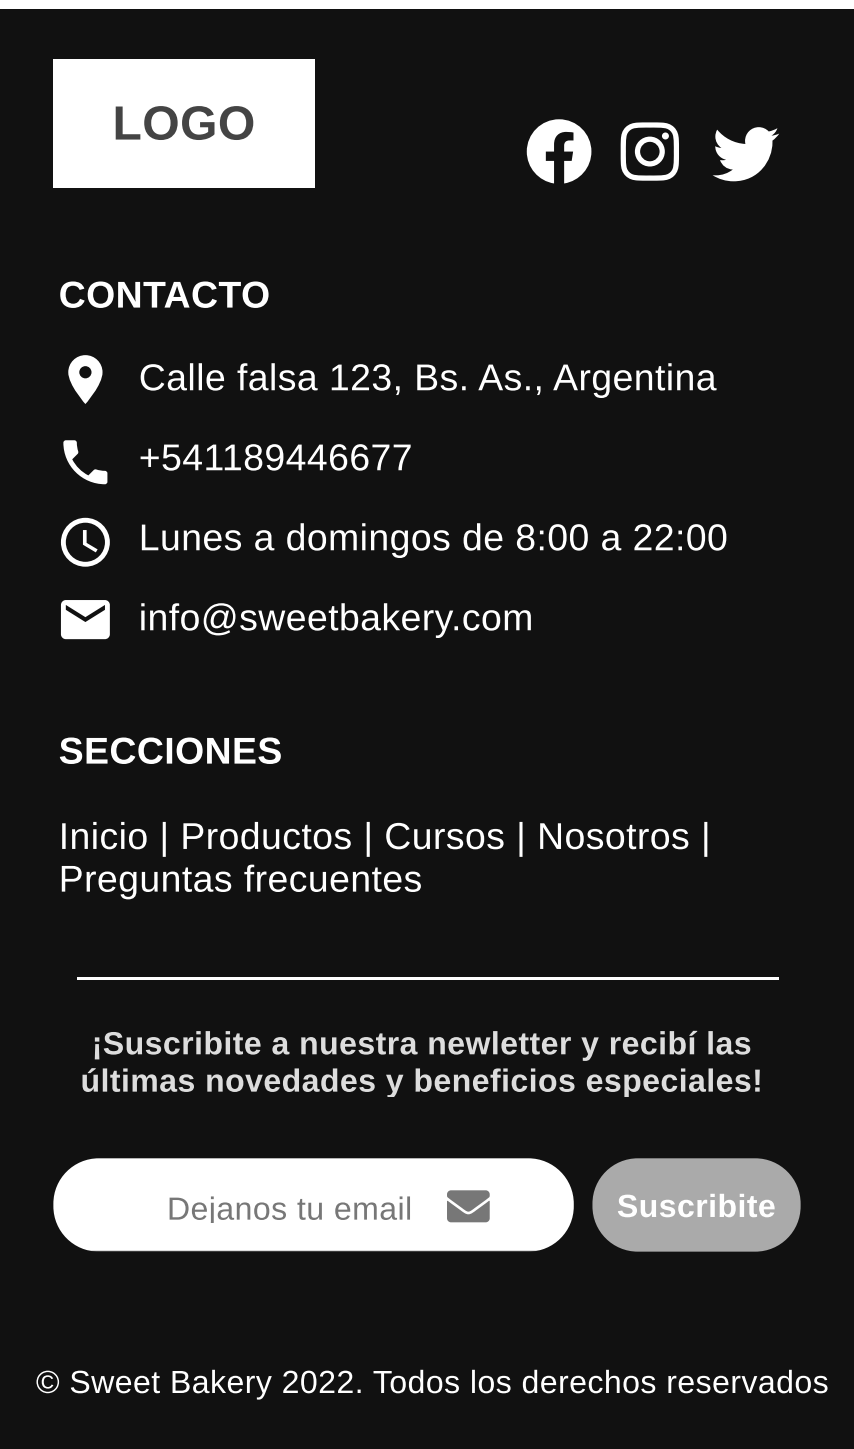 LOGO
CONTACTO
Calle falsa 123, Bs. As., Argentina
+541189446677
Lunes a domingos de 8:00 a 22:00
info@sweetbakery.com
SECCIONES
Inicio | Productos | Cursos | Nosotros |
Preguntas frecuentes
¡Suscribite a nuestra newletter y recibí las
últimas novedades y beneficios especiales!
Dejanos tu email
Suscribite
© Sweet Bakery 2022. Todos los derechos reservados